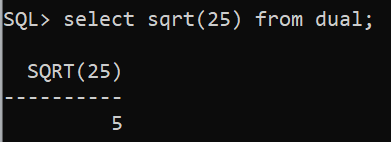 SQL> select sqrt(25) from dual;
SQRT(25)
----------
5